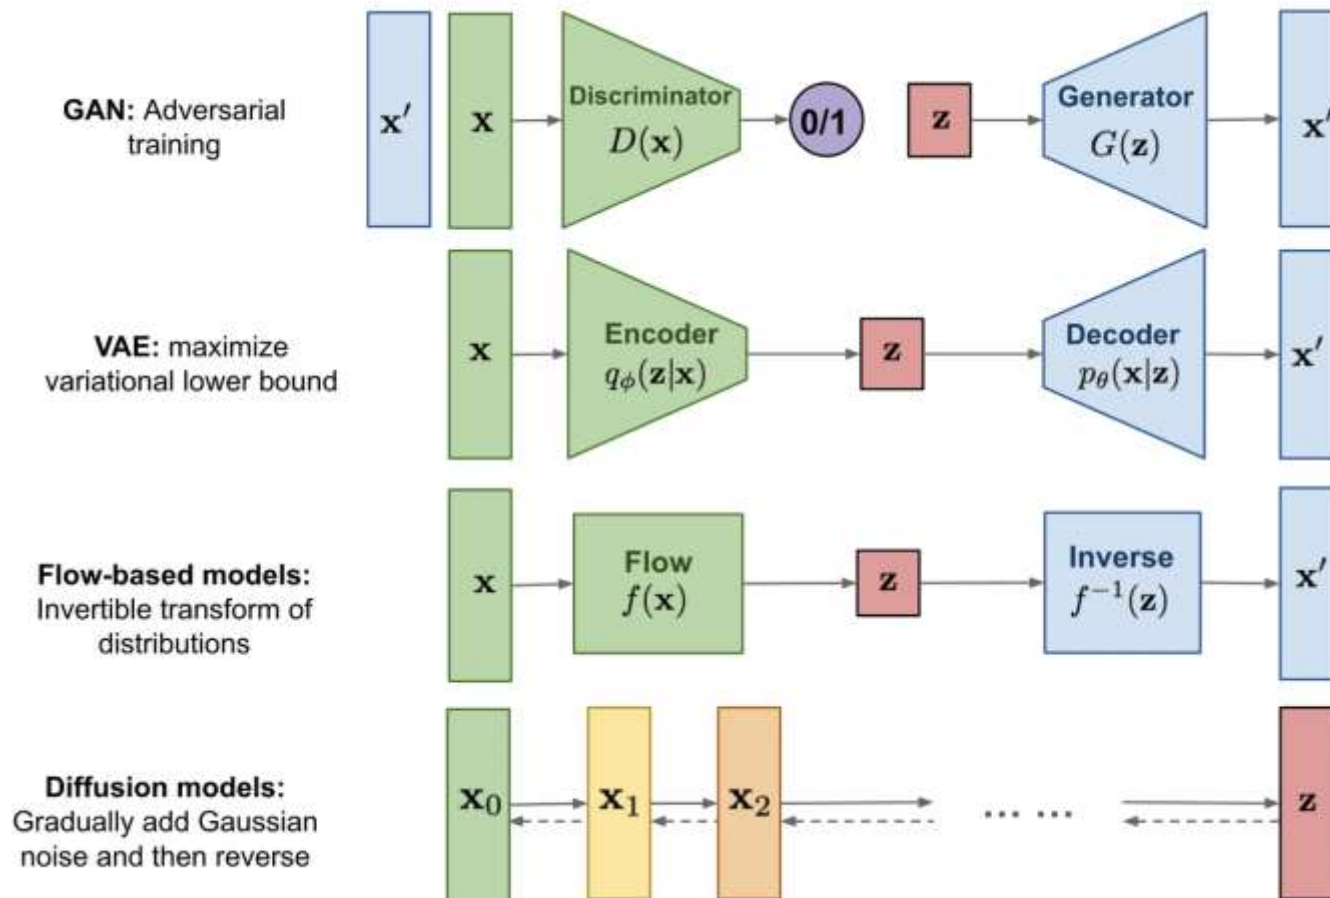 GAN: Adversarial
training
x′
x
Discriminator
D(x)
0/1
z
Generator
G(z)
x′
VAE: maximize
variational lower bound
x
Encoder
qϕ(z|x)
z
Decoder
pθ(x|z)
x′
Flow-based models:
Invertible transform of
distributions
x
Flow
f(x)
z
Inverse
f⁻¹(z)
x′
Diffusion models:
Gradually add Gaussian
noise and then reverse
x₀
x₁
x₂
... ...
z